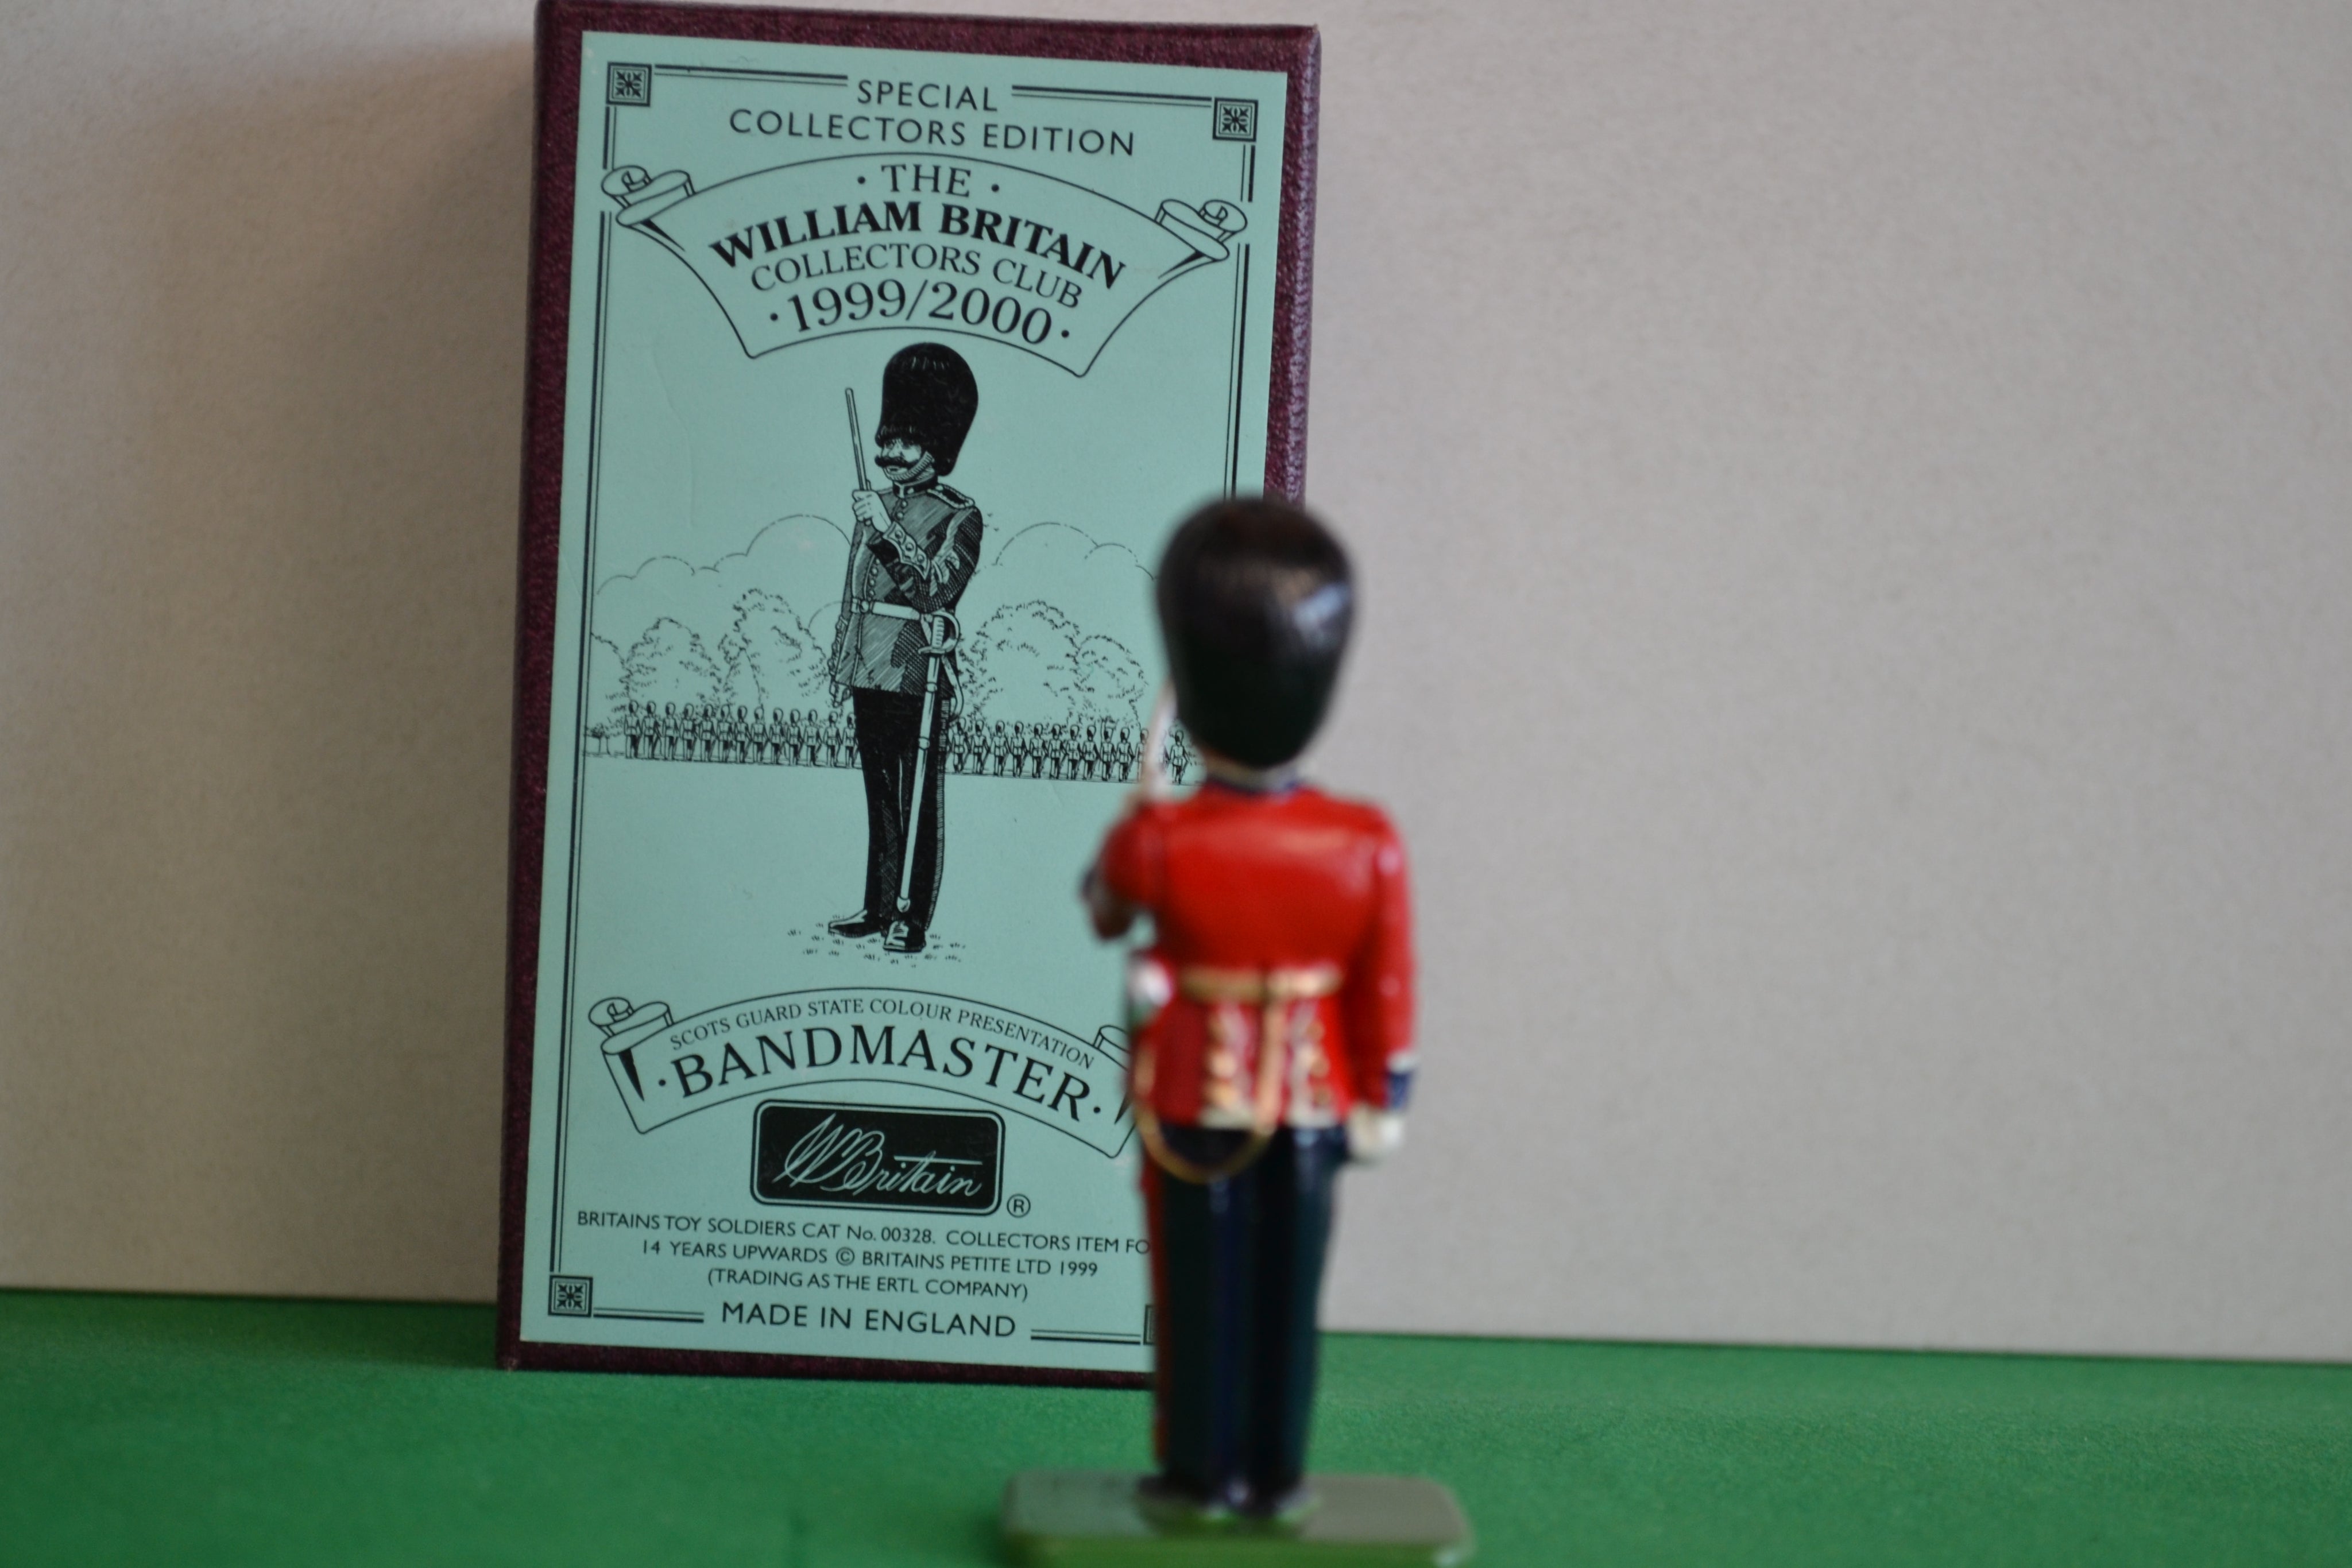 SPECIAL
COLLECTORS EDITION
· THE ·
WILLIAM BRITAIN
COLLECTORS CLUB
· 1999/2000 ·
SCOTS GUARD STATE COLOUR PRESENTATION
· BANDMASTER ·
WBritain ®
BRITAINS TOY SOLDIERS CAT No. 00328. COLLECTORS ITEM FO
14 YEARS UPWARDS © BRITAINS PETITE LTD 1999
(TRADING AS THE ERTL COMPANY)
MADE IN ENGLAND